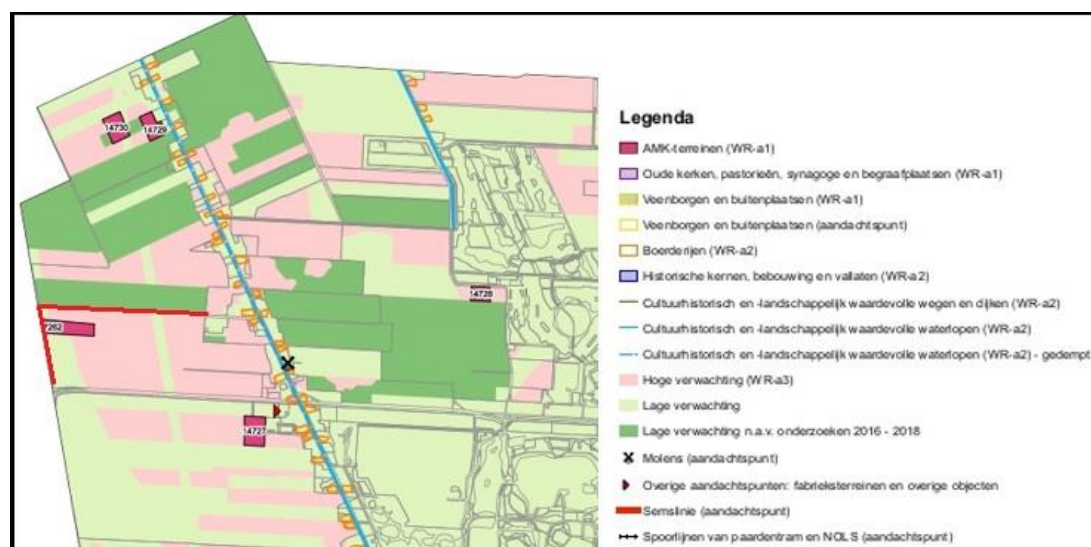 Legenda
AMK-terreinen (WR-a1)
Oude kerken, pastorieën, synagoge en begraafplaatsen (WR-a1)
Veenborgen en buitenplaatsen (WR-a1)
Veenborgen en buitenplaatsen (aandachtspunt)
Boerderijen (WR-a2)
Historische kernen, bebouwing en vallaten (WR-a2)
Cultuurhistorisch en -landschappelijk waardevolle wegen en dijken (WR-a2)
Cultuurhistorisch en -landschappelijk waardevolle waterlopen (WR-a2)
Cultuurhistorisch en -landschappelijk waardevolle waterlopen (WR-a2) - gedempt
Hoge verwachting (WR-a3)
Lage verwachting
Lage verwachting n.a.v. onderzoeken 2016 - 2018
Molens (aandachtspunt)
Overige aandachtspunten: fabrieksterreinen en overige objecten
Semslinie (aandachtspunt)
Spoorlijnen van paardentram en NOLS (aandachtspunt)
14730
14729
14728
7262
14727